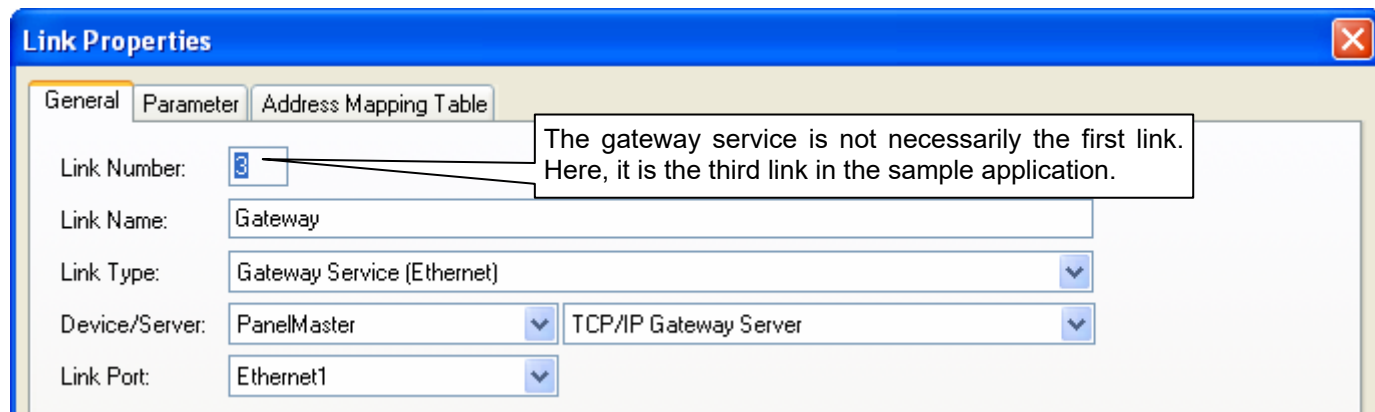 Link Properties
General Parameter Address Mapping Table
The gateway service is not necessarily the first link.
Here, it is the third link in the sample application.
Link Number: 3
Link Name: Gateway
Link Type: Gateway Service (Ethernet)
Device/Server: PanelMaster TCP/IP Gateway Server
Link Port: Ethernet1